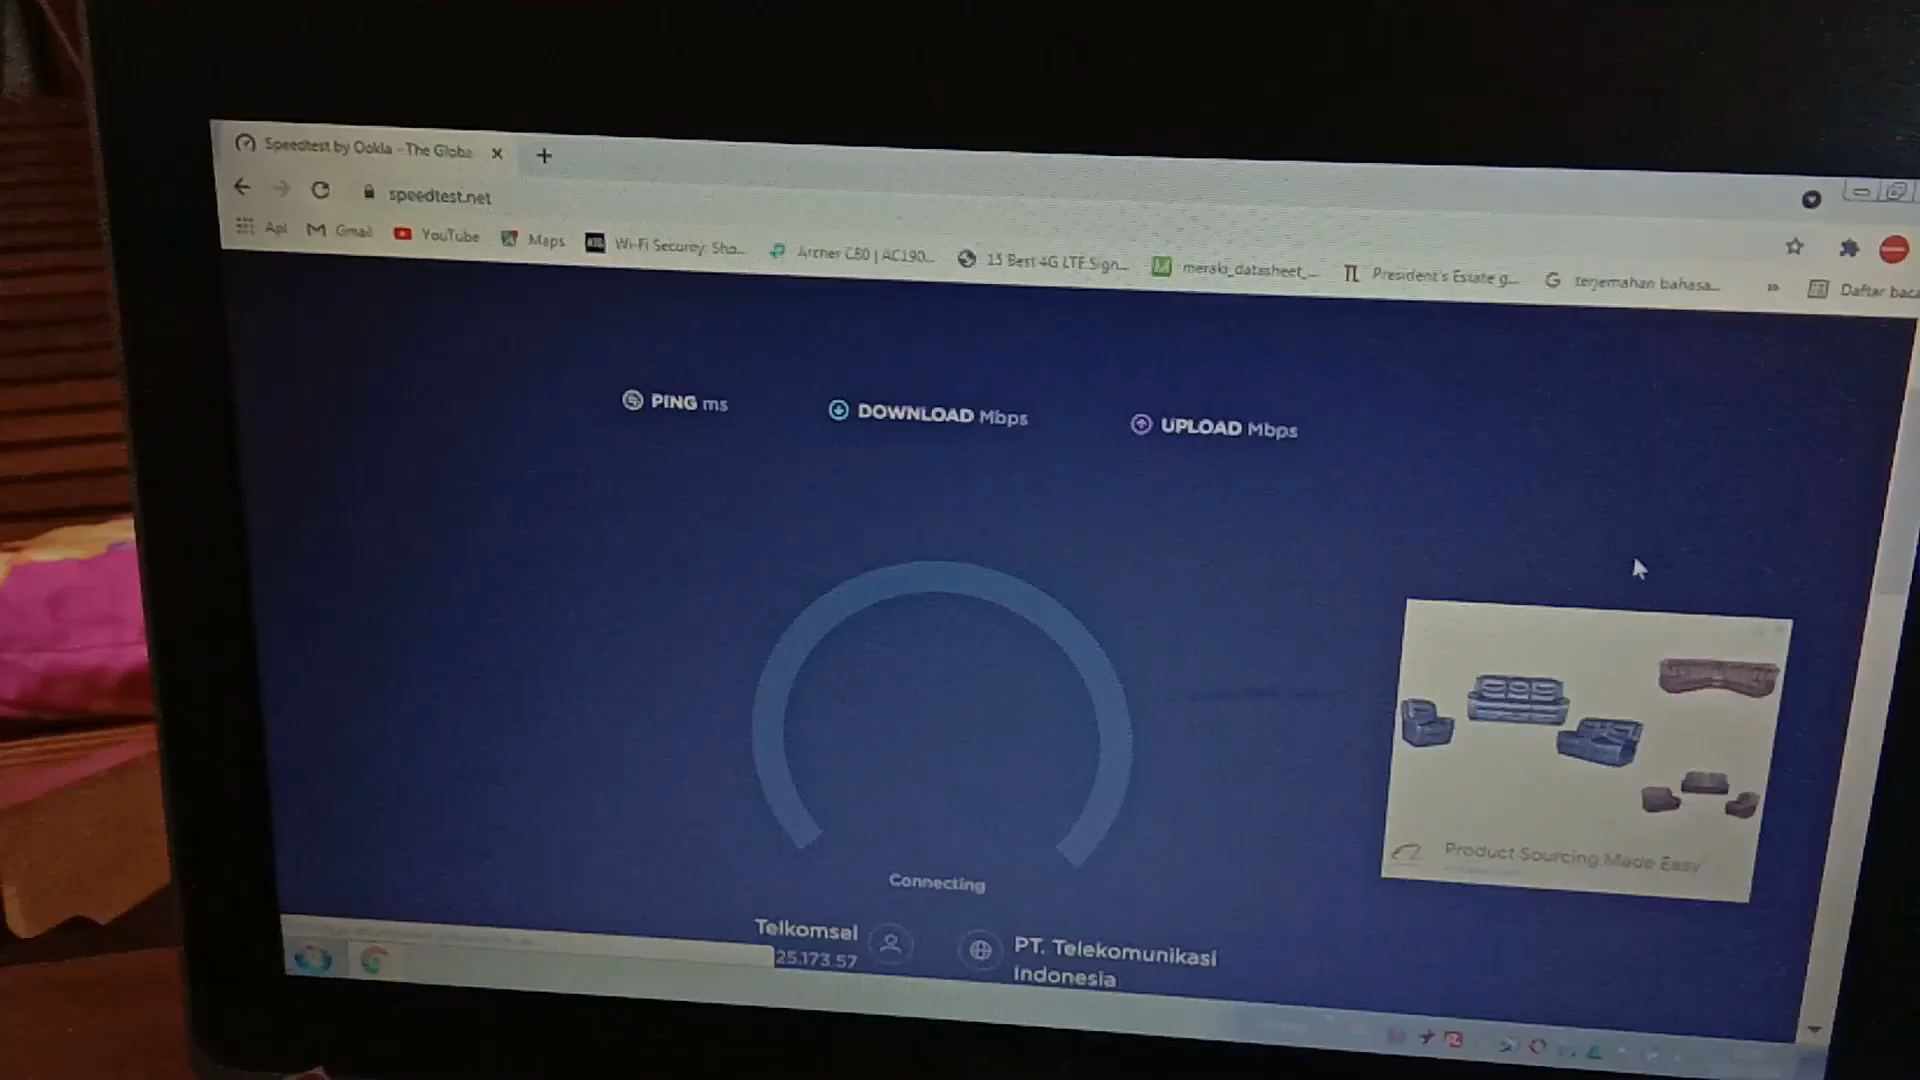 Speedtest by Ookla - The Globa
speedtest.net
Apl Gmail YouTube Maps Wi-Fi Security: Sha... Archer C80 | AC190... 15 Best 4G LTE Sign... meraki_datasheet_... President's Estate g... terjemahan bahasa... » Daftar baca
PING ms DOWNLOAD Mbps UPLOAD Mbps
Product Sourcing Made Easy
Connecting
Telkomsel
25.173.57
PT. Telekomunikasi
Indonesia